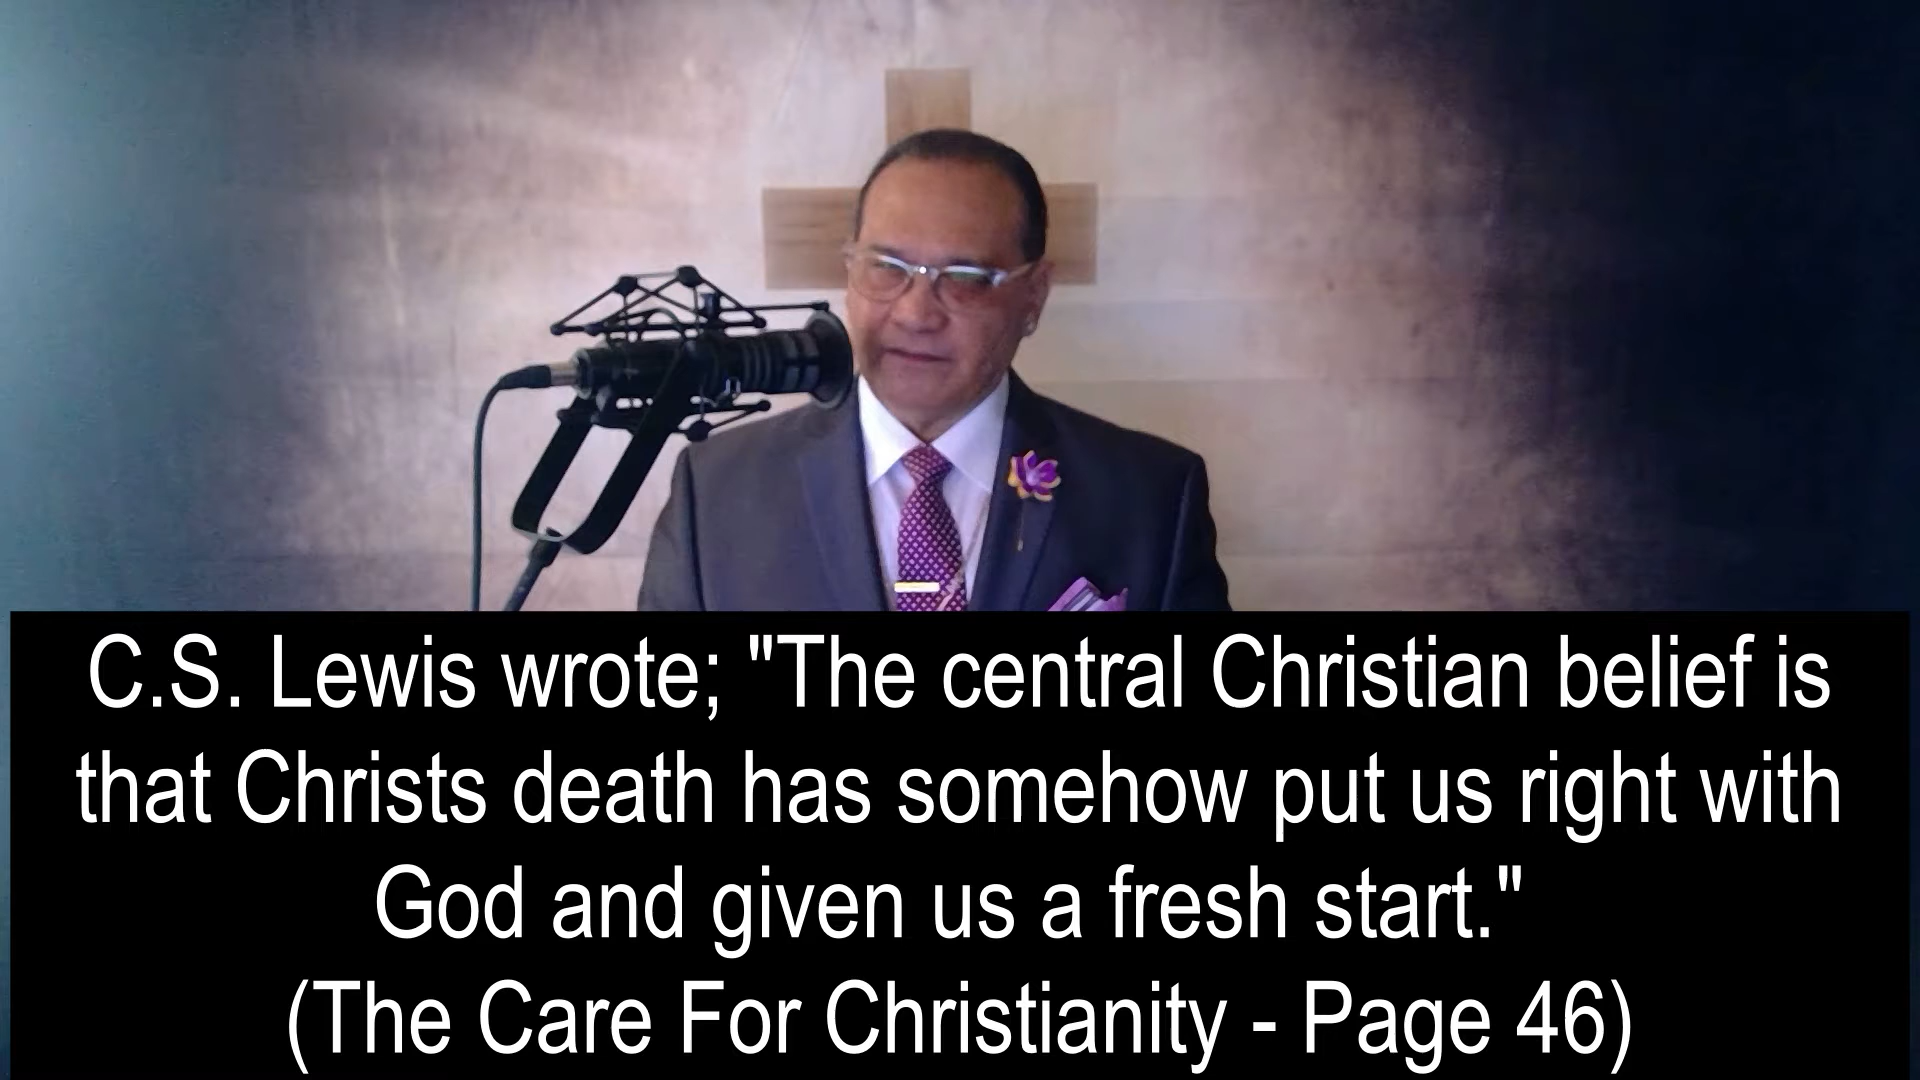 C.S. Lewis wrote; "The central Christian belief is
that Christs death has somehow put us right with
God and given us a fresh start."
(The Care For Christianity - Page 46)